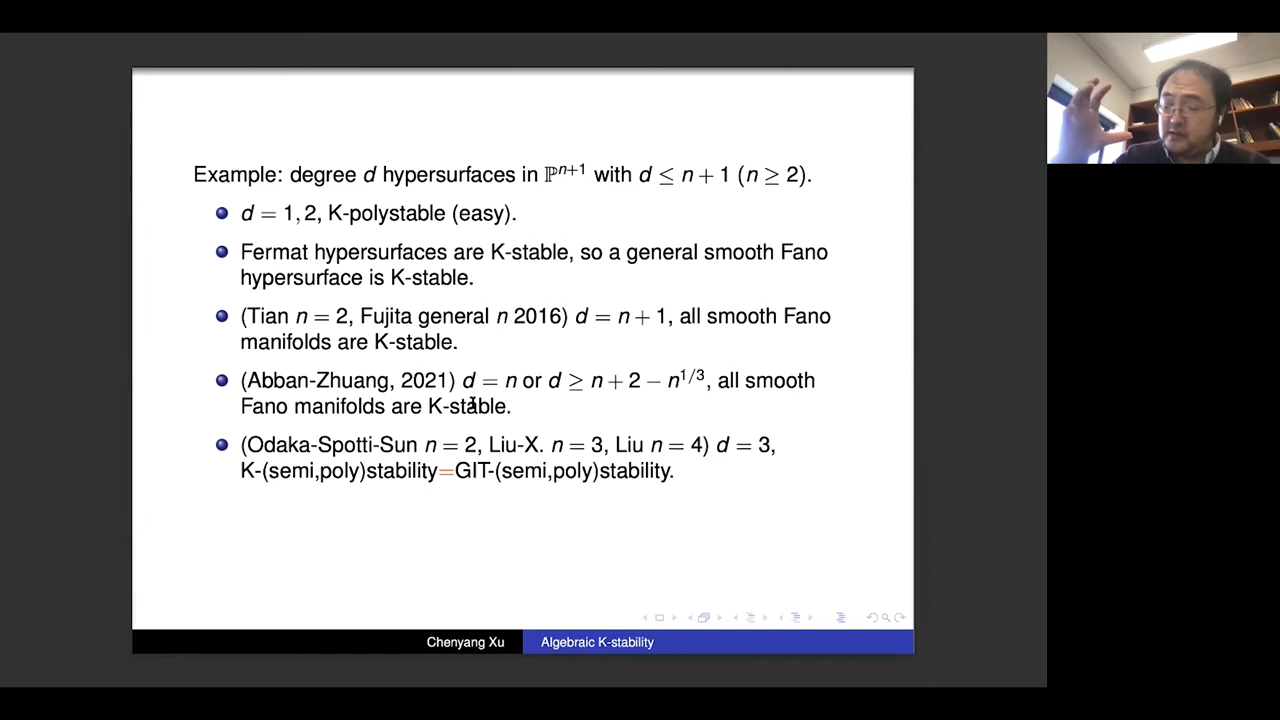 Example: degree d hypersurfaces in ℙⁿ⁺¹ with d ≤ n + 1 (n ≥ 2).
d = 1, 2, K-polystable (easy).
Fermat hypersurfaces are K-stable, so a general smooth Fano
hypersurface is K-stable.
(Tian n = 2, Fujita general n 2016) d = n + 1, all smooth Fano
manifolds are K-stable.
(Abban-Zhuang, 2021) d = n or d ≥ n + 2 − n^{1/3}, all smooth
Fano manifolds are K-stable.
(Odaka-Spotti-Sun n = 2, Liu-X. n = 3, Liu n = 4) d = 3,
K-(semi,poly)stability=GIT-(semi,poly)stability.
Chenyang Xu
Algebraic K-stability